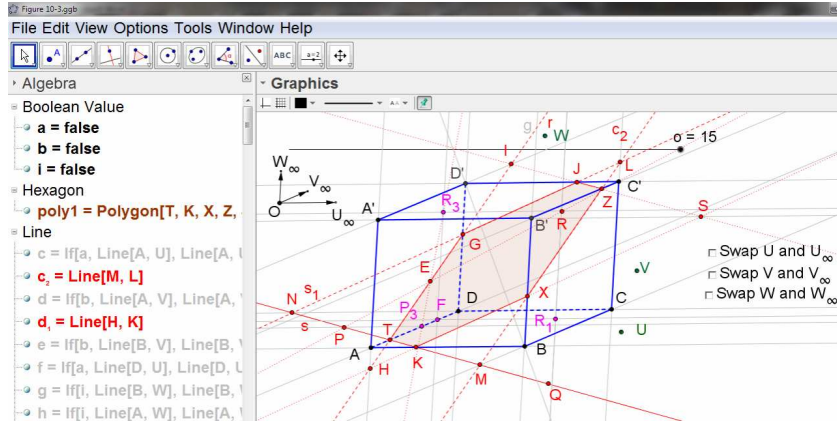 Figure 10-3.ggb
File Edit View Options Tools Window Help
ABC a=2
Algebra
Graphics
Boolean Value
a = false
b = false
i = false
Hexagon
poly1 = Polygon[T, K, X, Z,
Line
c = If[a, Line[A, U], Line[A, U
c₂ = Line[M, L]
d = If[b, Line[A, V], Line[A, V
d₁ = Line[H, K]
e = If[b, Line[B, V], Line[B, V
f = If[a, Line[D, U], Line[D, U
g = If[i, Line[B, W], Line[B, W
h = If[i, Line[A, W], Line[A, W
g r
W c₂
o = 15
I
W∞ D' J L
V∞ C'
O U∞ A' R₃ Z
B' R S
G
E V
Swap U and U∞
Swap V and V∞
Swap W and W∞
N s₁ X
s P₃ F D C
P T R₁ U
A K B
H M
Q